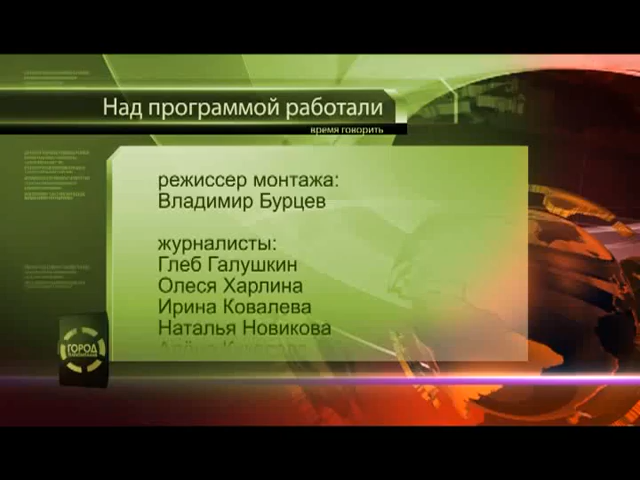 Над программой работали
время говорить
режиссер монтажа:
Владимир Бурцев
журналисты:
Глеб Галушкин
Олеся Харлина
Ирина Ковалева
Наталья Новикова
ГОРОД